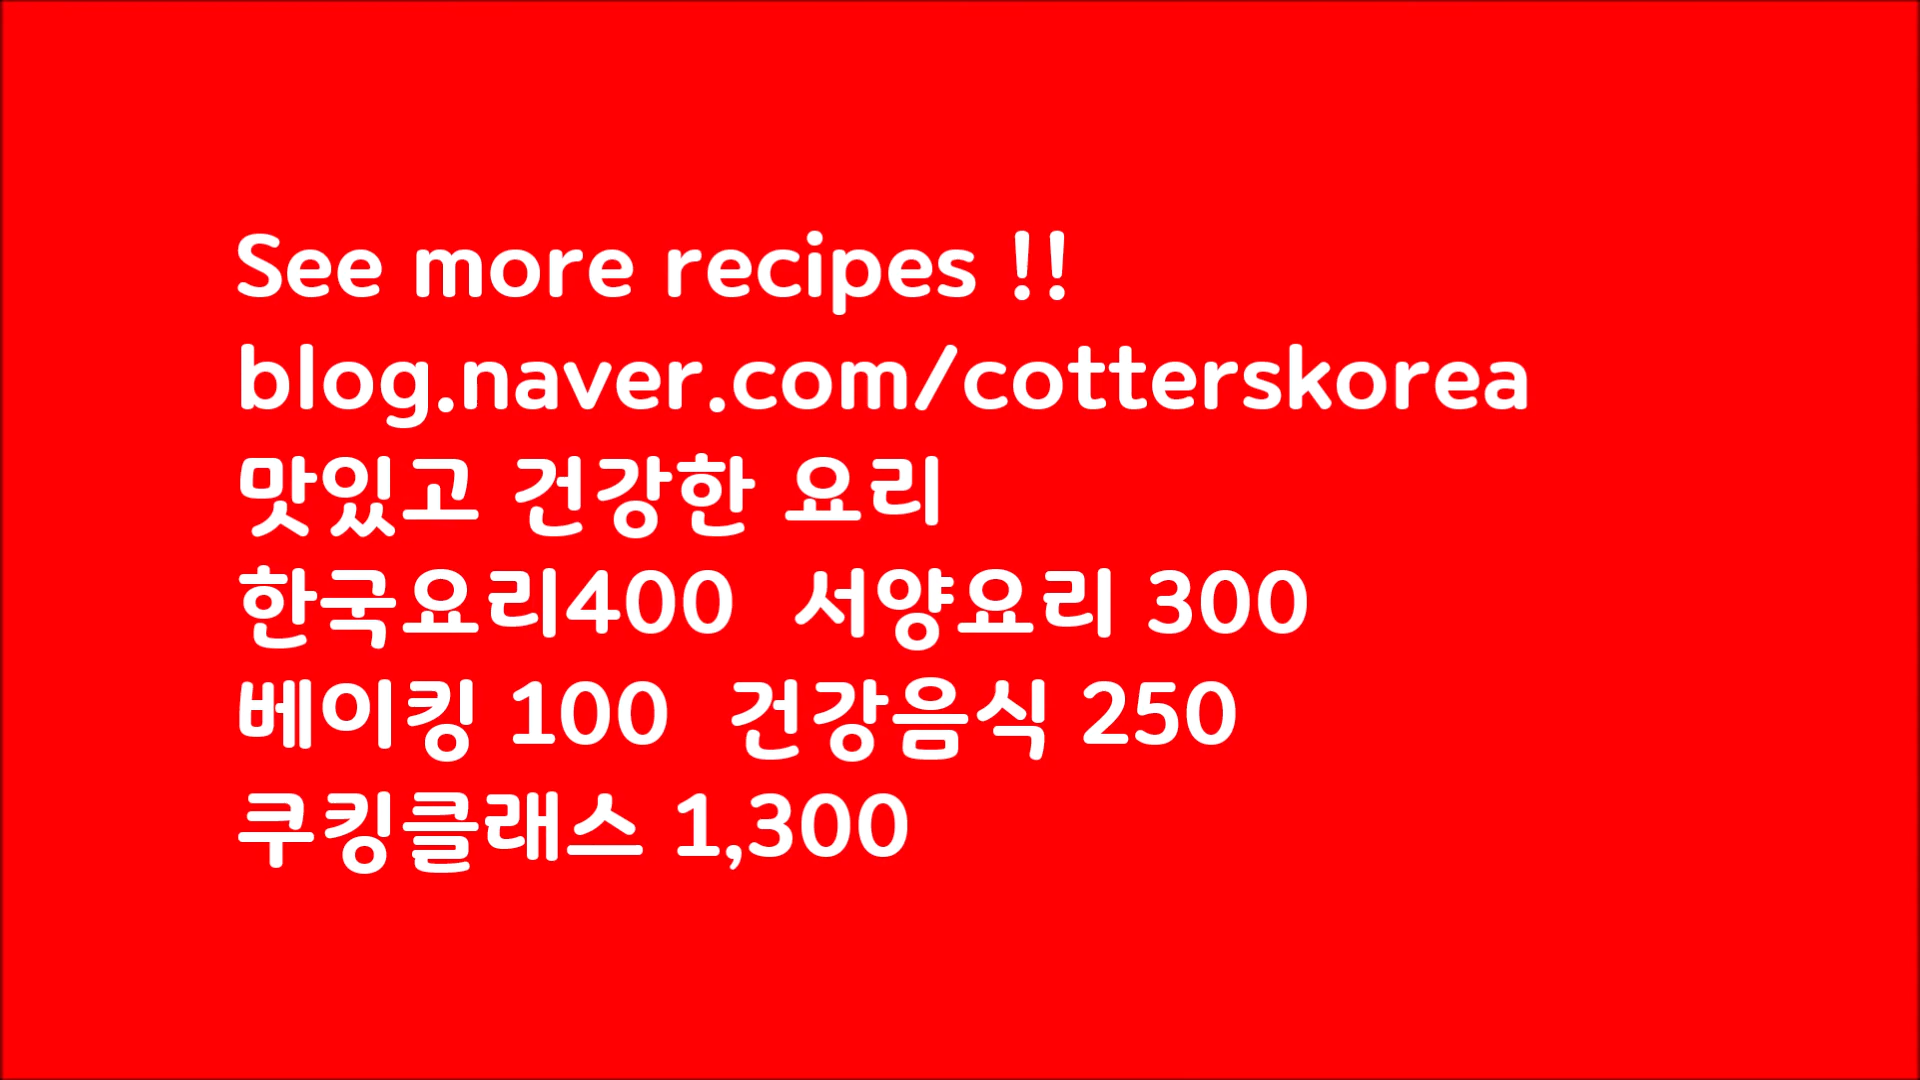 See more recipes !!
blog.naver.com/cotterskorea
맛있고 건강한 요리
한국요리400  서양요리 300
베이킹 100  건강음식 250
쿠킹클래스 1,300